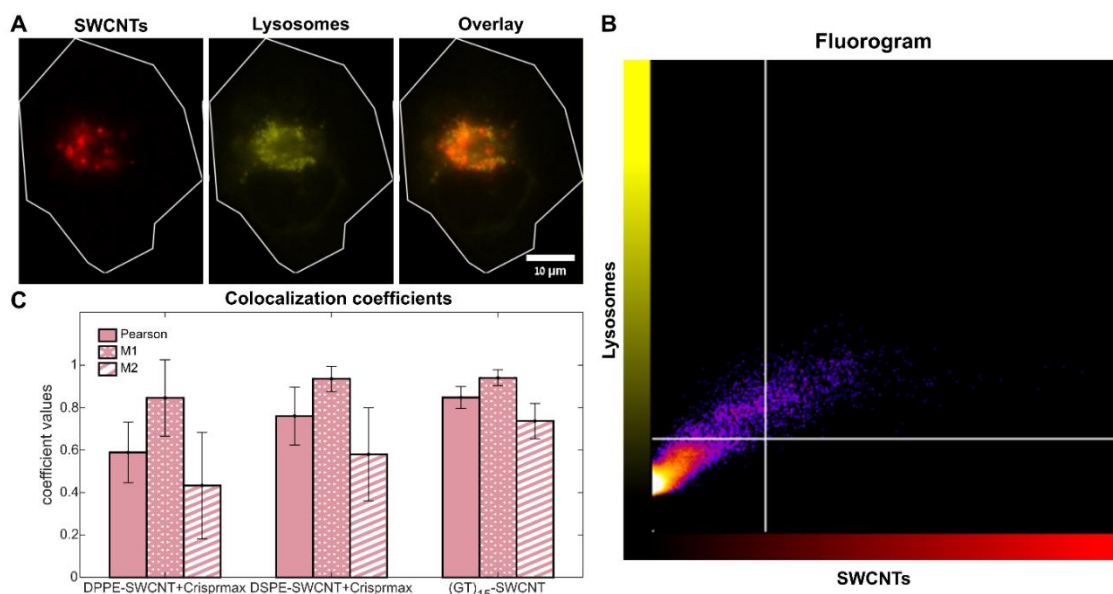 A
SWCNTs
Lysosomes
Overlay
10 μm
B
Fluorogram
Lysosomes
SWCNTs
C
Colocalization coefficients
Pearson
M1
M2
coefficient values
1
0.8
0.6
0.4
0.2
0
DPPE-SWCNT+Crisprmax
DSPE-SWCNT+Crisprmax
(GT)₁₅-SWCNT